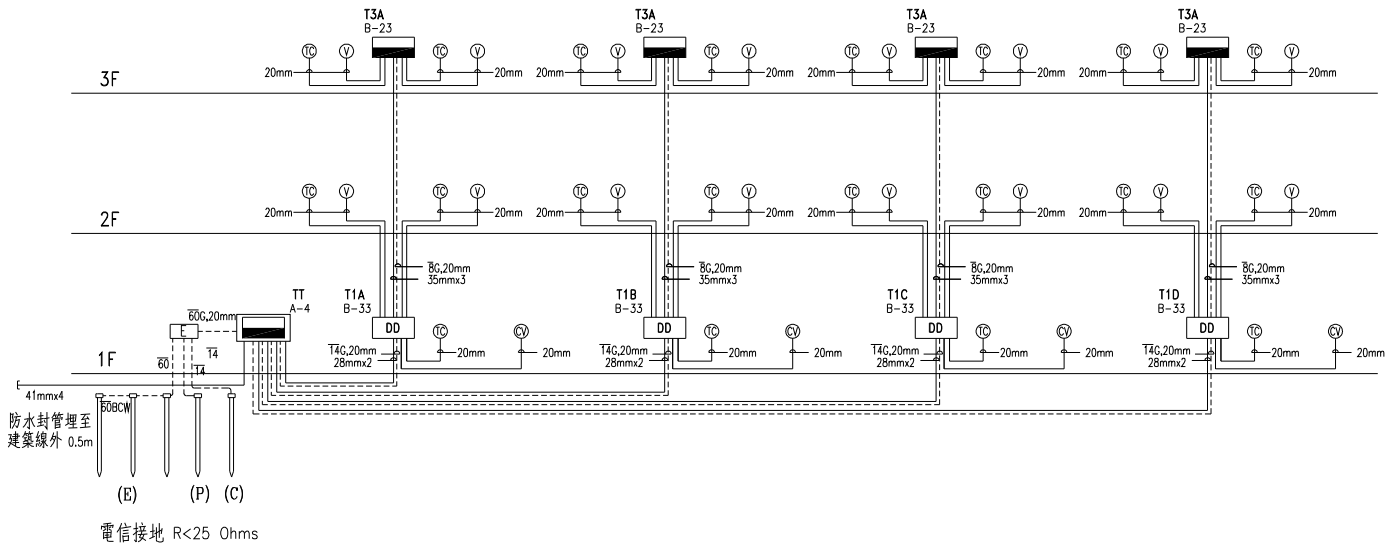 T3A T3A T3A T3A
B-23 B-23 B-23 B-23
TC V TC V TC V TC V TC V TC V TC V TC V
20mm 20mm 20mm 20mm 20mm 20mm 20mm 20mm
3F
TC V TC V TC V TC V TC V TC V TC V TC V
20mm 20mm 20mm 20mm 20mm 20mm 20mm 20mm
2F
8G,20mm 8G,20mm 8G,20mm 8G,20mm
35mmx3 35mmx3 35mmx3 35mmx3
TT T1A T1B T1C T1D
A-4 B-33 B-33 B-33 B-33
60G,20mm
E DD TC CV DD TC CV DD TC CV DD TC CV
14G,20mm 20mm 20mm 14G,20mm 20mm 20mm 14G,20mm 20mm 20mm 14G,20mm 20mm 20mm
28mmx2 28mmx2 28mmx2 28mmx2
1F
60 14
14
41mmx4
60BCW
防水封管埋至
建築線外 0.5m
(E) (P) (C)
電信接地 R<25 Ohms